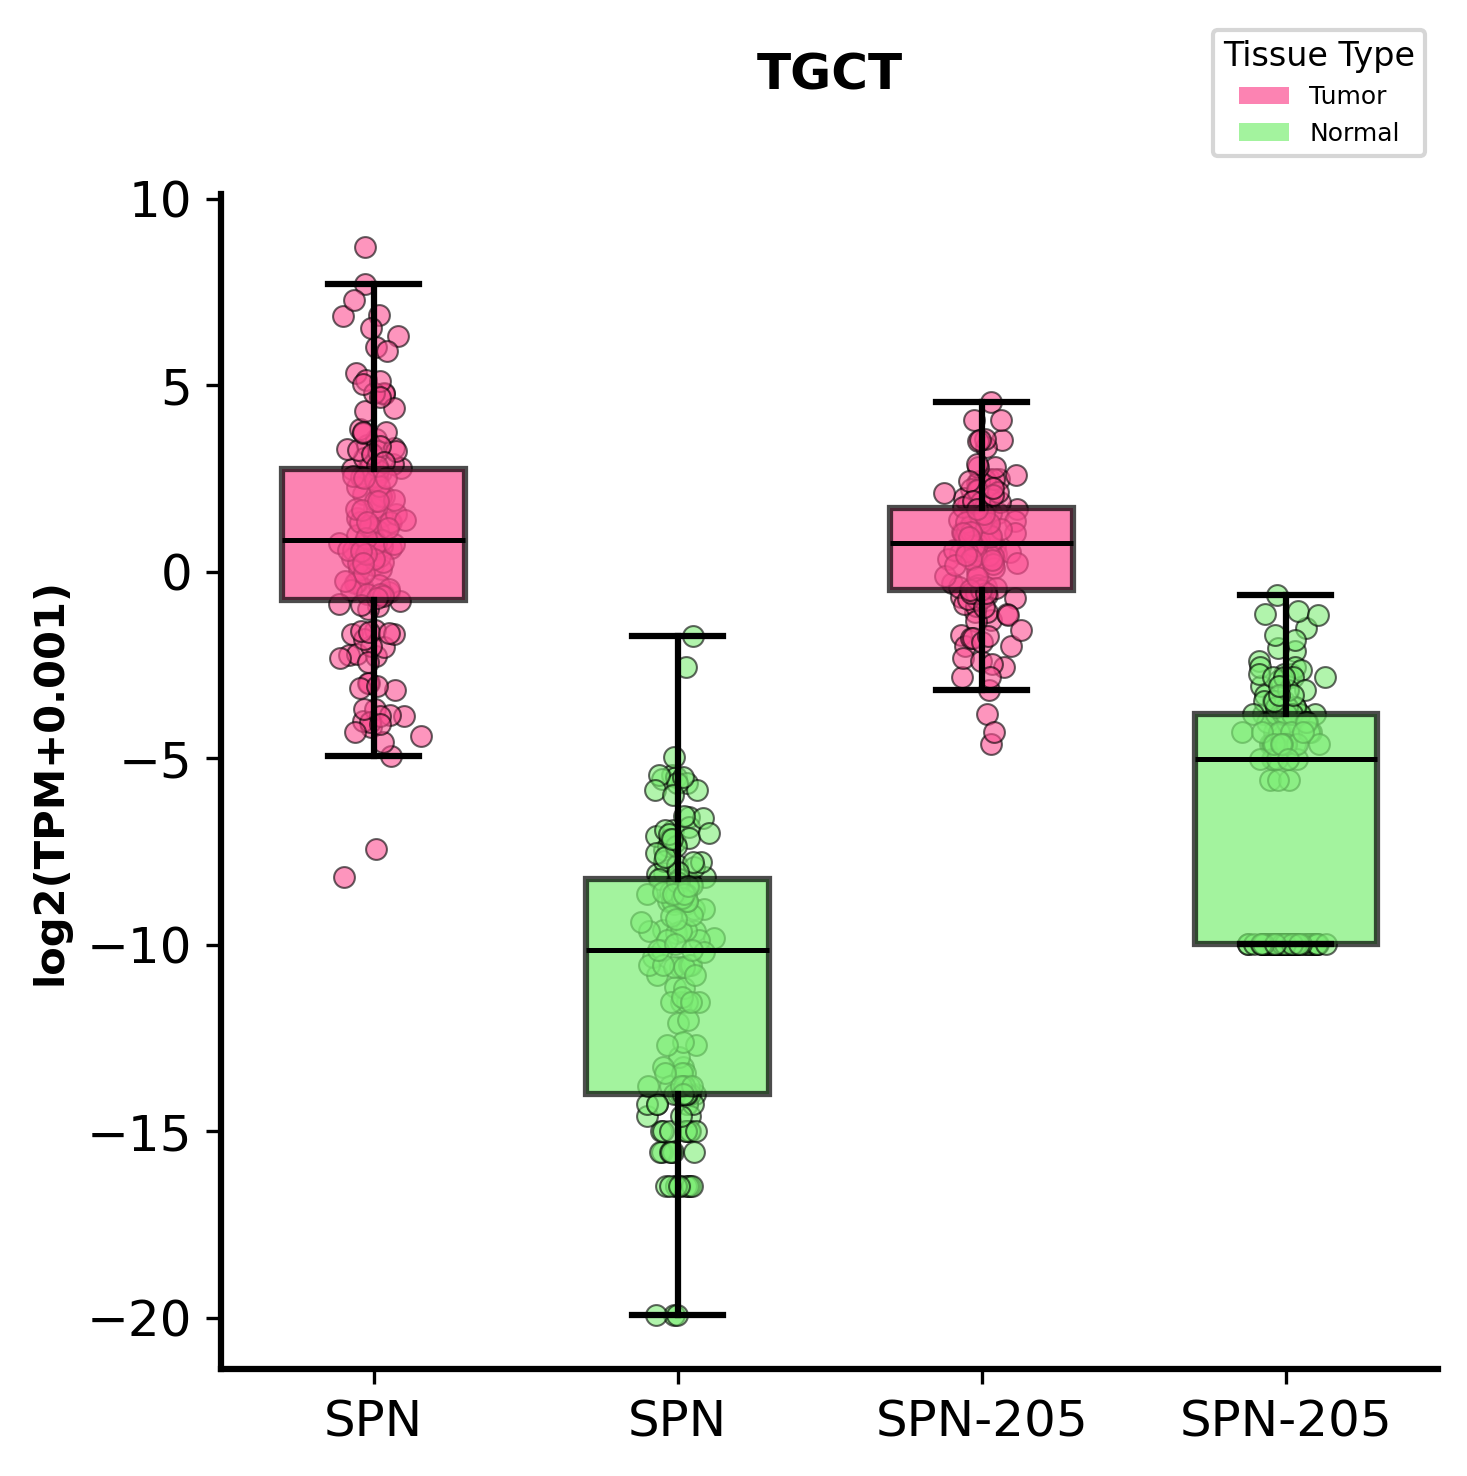 TGCT
Tissue Type
Tumor
Normal
log2(TPM+0.001)
10
5
0
−5
−10
−15
−20
SPN
SPN
SPN-205
SPN-205